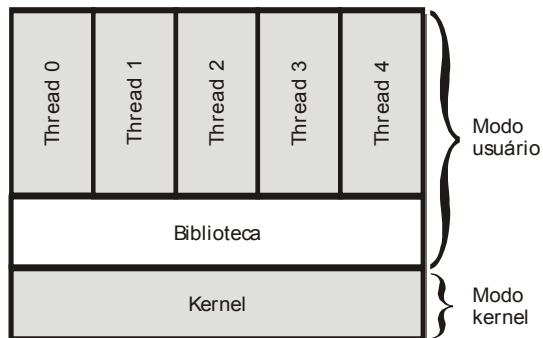 Thread 0
Thread 1
Thread 2
Thread 3
Thread 4
Modo
usuário
Biblioteca
Kernel
Modo
kernel